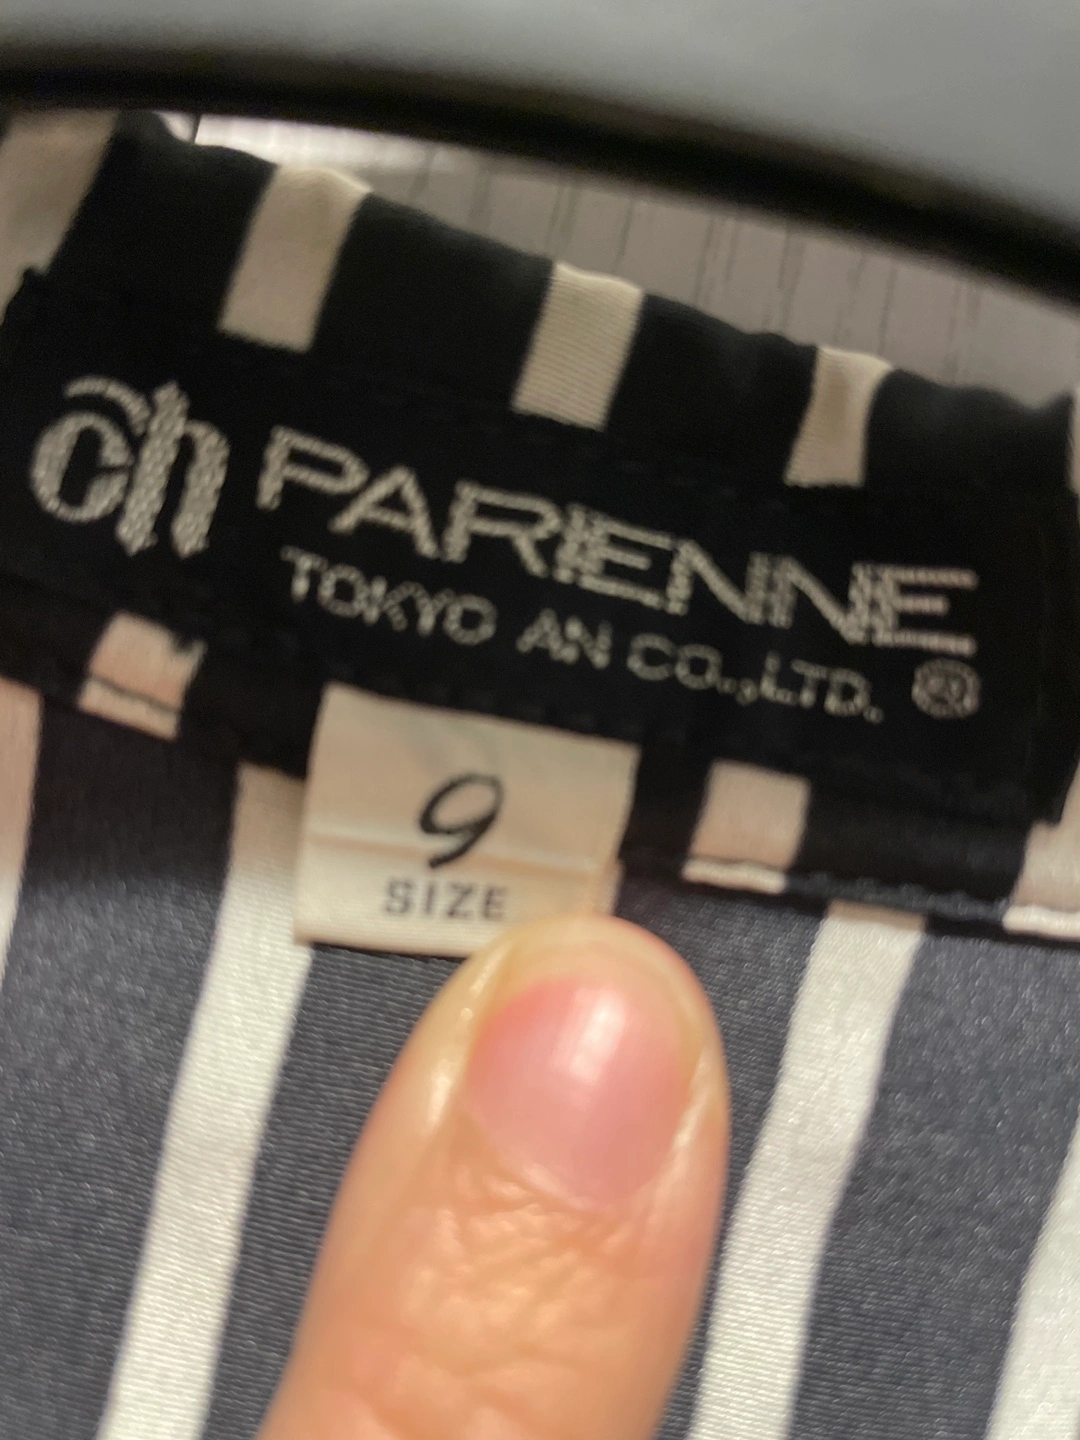 ch PARIENNE
TOKYO AN CO.,LTD. ®
9
SIZE